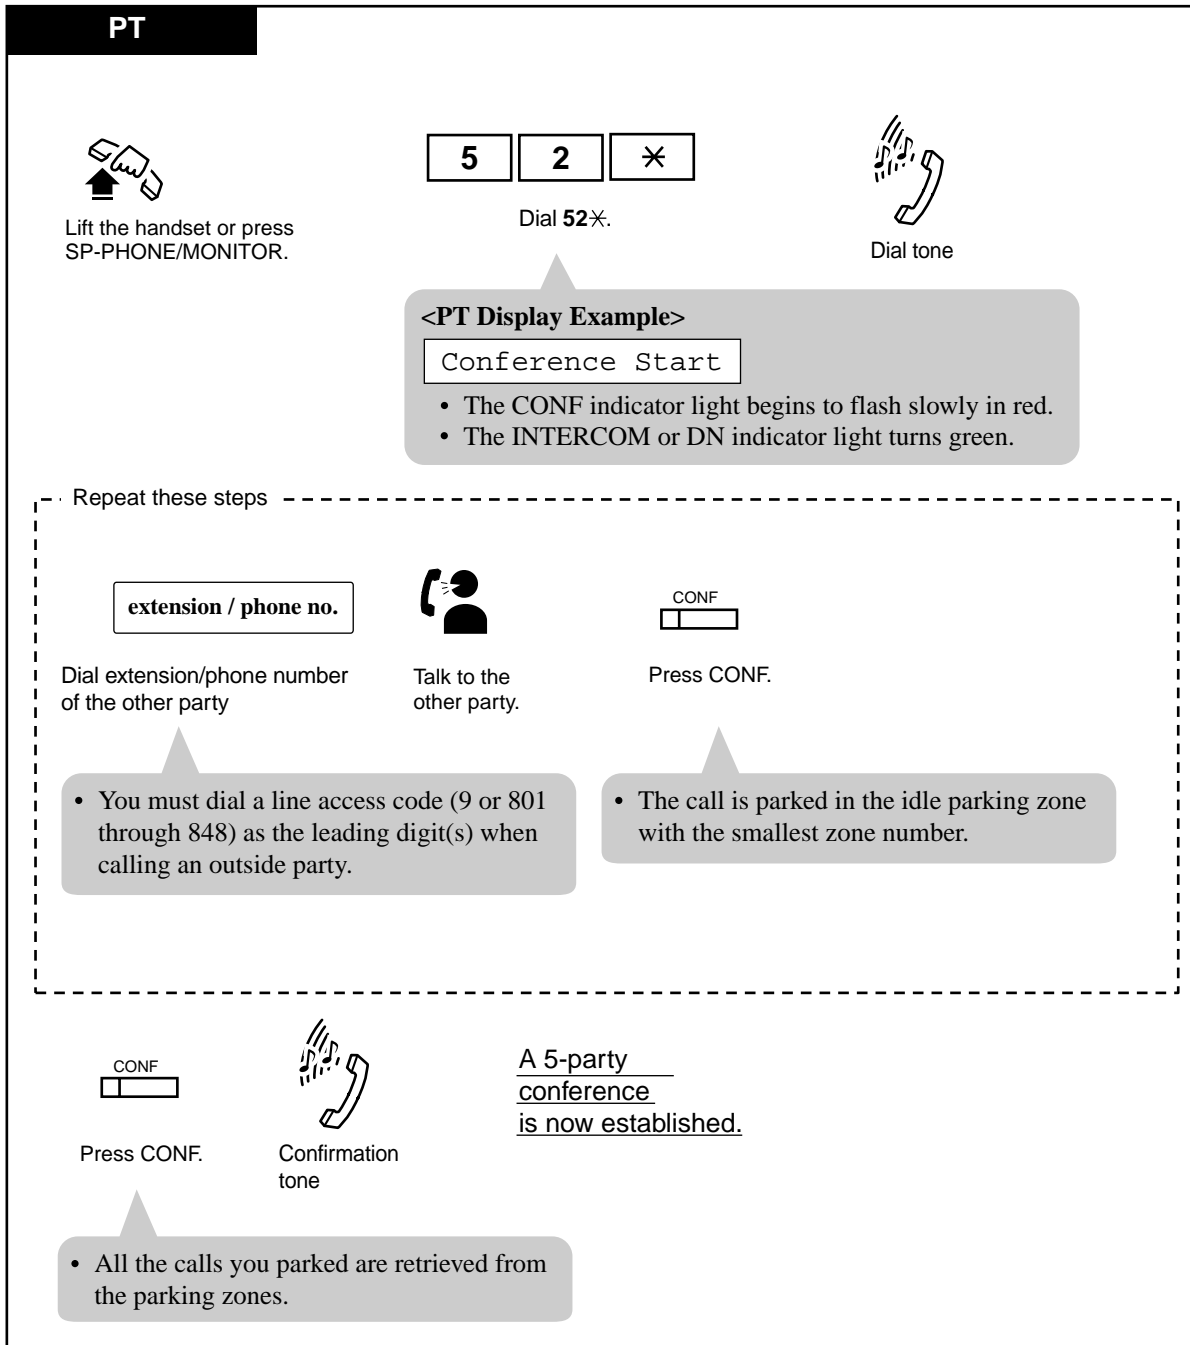 PT
5 2 ✳
Lift the handset or press
SP-PHONE/MONITOR.
Dial 52✳.
Dial tone
<PT Display Example>
Conference Start
• The CONF indicator light begins to flash slowly in red.
• The INTERCOM or DN indicator light turns green.
Repeat these steps
extension / phone no.
CONF
Dial extension/phone number
of the other party
Talk to the
other party.
Press CONF.
• You must dial a line access code (9 or 801
through 848) as the leading digit(s) when
calling an outside party.
• The call is parked in the idle parking zone
with the smallest zone number.
CONF
Press CONF.
Confirmation
tone
A 5-party
conference
is now established.
• All the calls you parked are retrieved from
the parking zones.